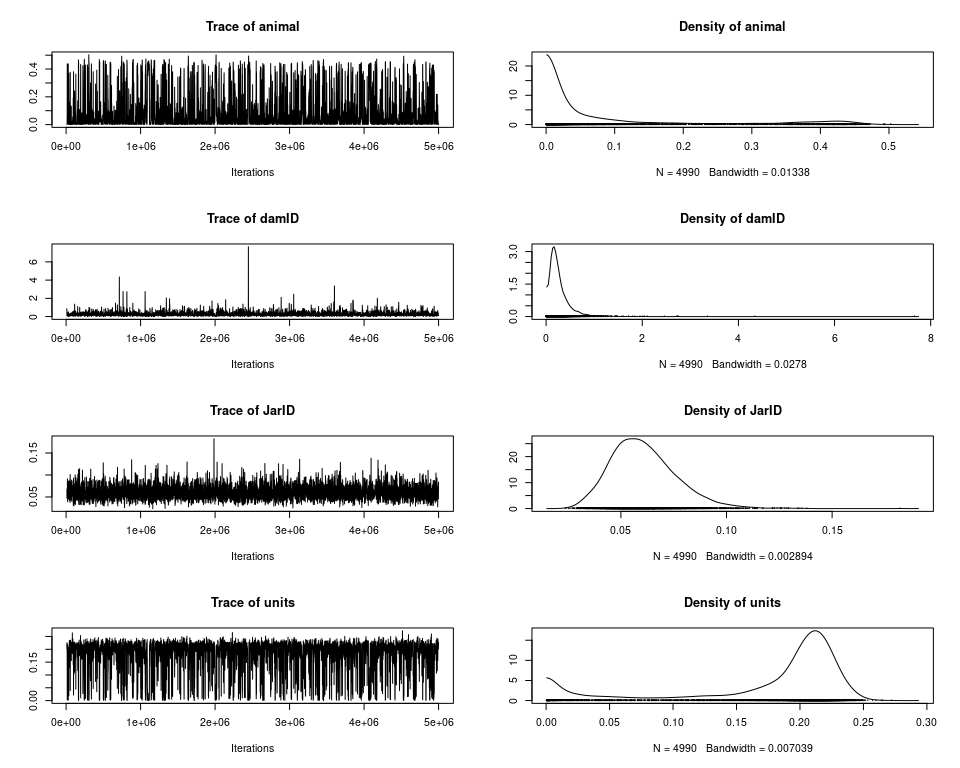 Trace of animal
0.0 0.2 0.4
0e+00 1e+06 2e+06 3e+06 4e+06 5e+06
Iterations
Density of animal
0 10 20
0.0 0.1 0.2 0.3 0.4 0.5
N = 4990 Bandwidth = 0.01338
Trace of damID
0 2 4 6
0e+00 1e+06 2e+06 3e+06 4e+06 5e+06
Iterations
Density of damID
0.0 1.5 3.0
0 2 4 6 8
N = 4990 Bandwidth = 0.0278
Trace of JarID
0.05 0.15
0e+00 1e+06 2e+06 3e+06 4e+06 5e+06
Iterations
Density of JarID
0 10 20
0.05 0.10 0.15
N = 4990 Bandwidth = 0.002894
Trace of units
0.00 0.15
0e+00 1e+06 2e+06 3e+06 4e+06 5e+06
Iterations
Density of units
0 5 10
0.00 0.05 0.10 0.15 0.20 0.25 0.30
N = 4990 Bandwidth = 0.007039